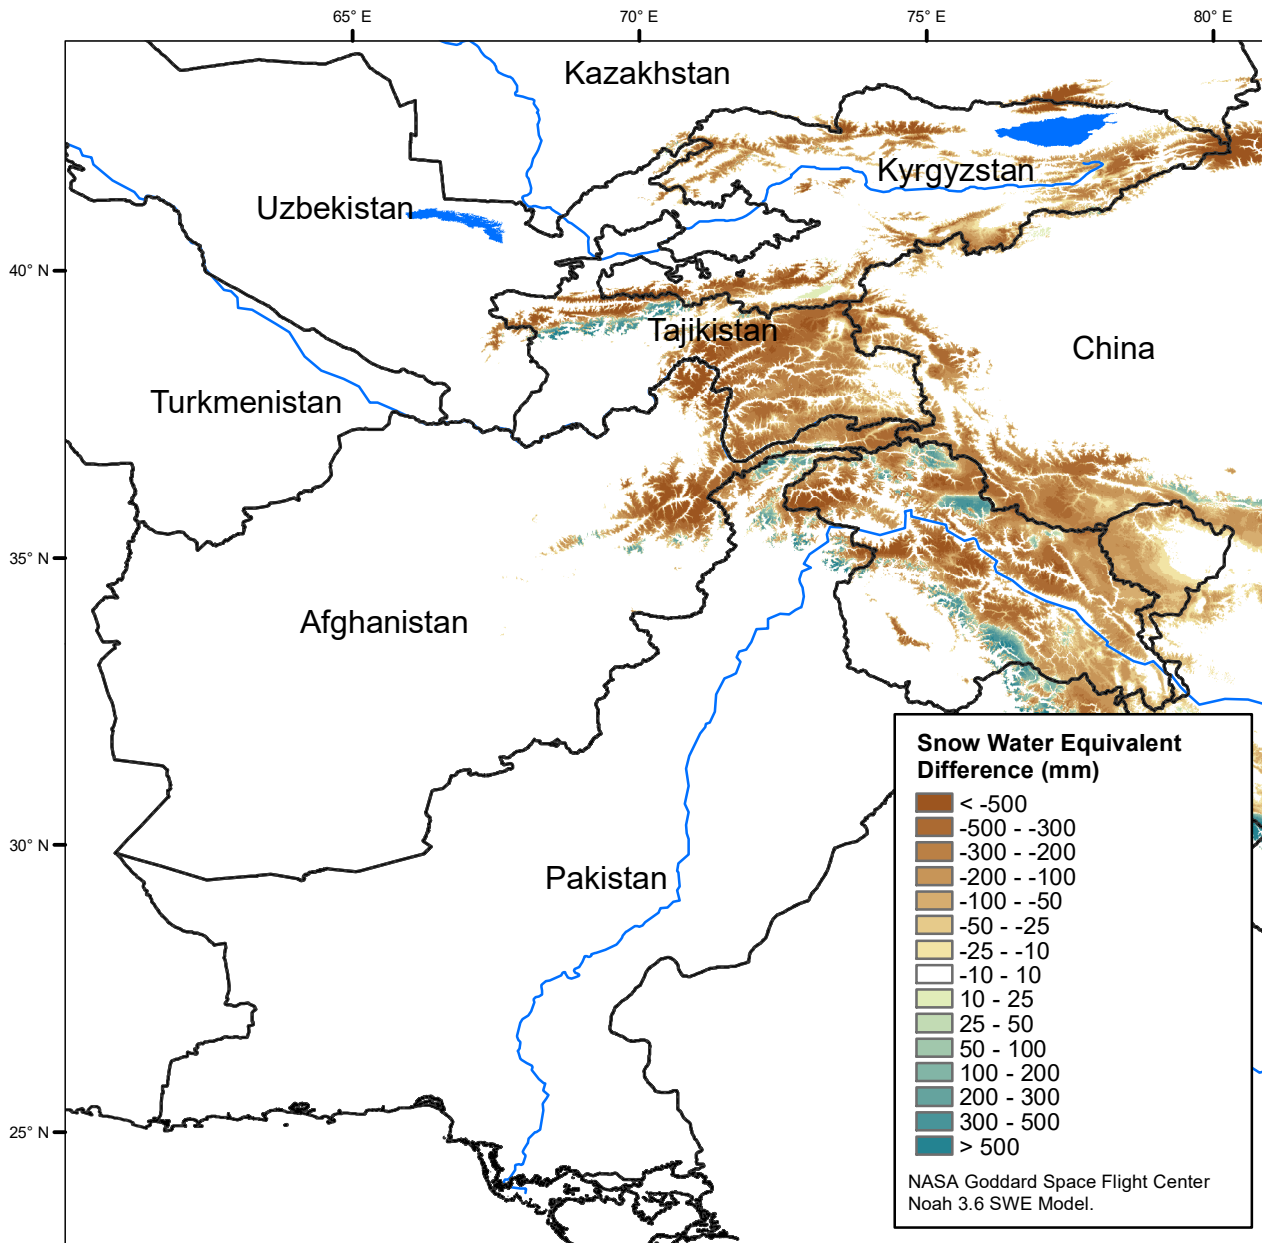 65° E
70° E
75° E
80° E
Kazakhstan
Kyrgyzstan
Uzbekistan
40° N
Tajikistan
China
Turkmenistan
35° N
Afghanistan
30° N
Pakistan
25° N
Snow Water Equivalent
Difference (mm)
< -500
-500 - -300
-300 - -200
-200 - -100
-100 - -50
-50 - -25
-25 - -10
-10 - 10
10 - 25
25 - 50
50 - 100
100 - 200
200 - 300
300 - 500
> 500
NASA Goddard Space Flight Center
Noah 3.6 SWE Model.